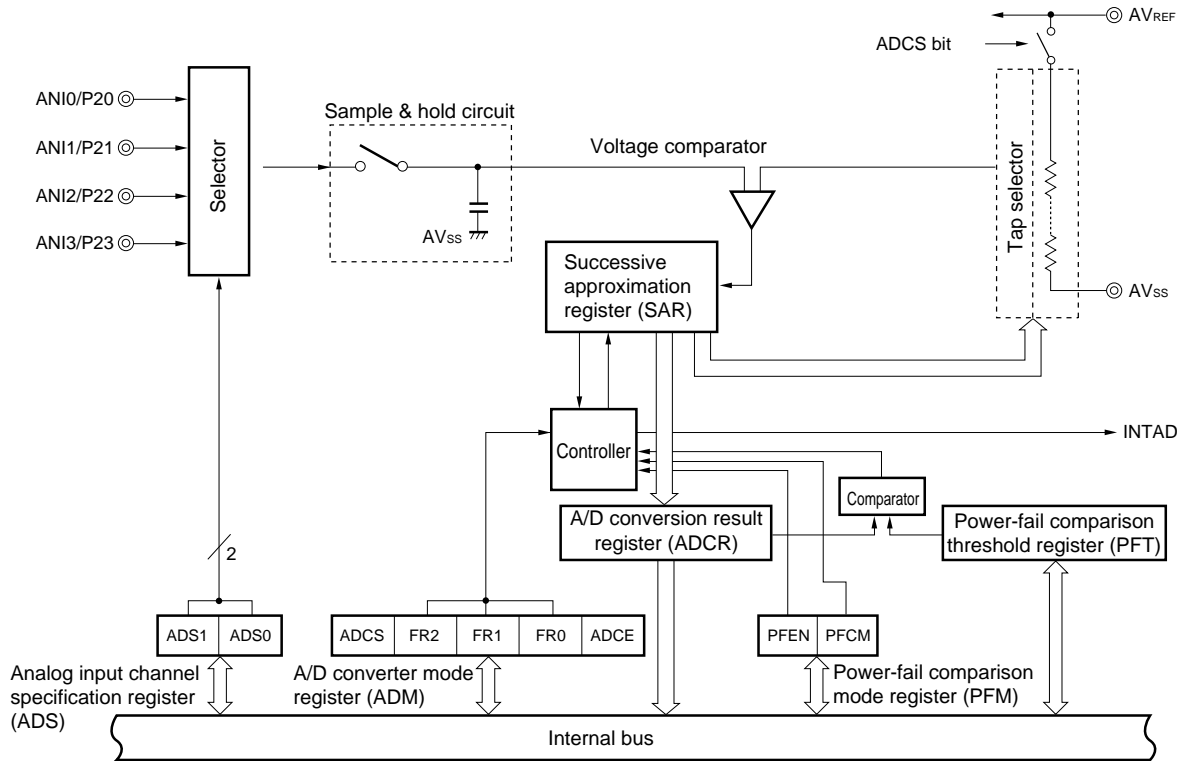 AVREF
ADCS bit
ANI0/P20
ANI1/P21
ANI2/P22
ANI3/P23
Selector
Sample & hold circuit
AVSS
Voltage comparator
Tap selector
AVSS
Successive
approximation
register (SAR)
Controller
INTAD
Comparator
A/D conversion result
register (ADCR)
Power-fail comparison
threshold register (PFT)
2
ADS1 ADS0
ADCS FR2 FR1 FR0 ADCE
PFEN PFCM
Analog input channel
specification register
(ADS)
A/D converter mode
register (ADM)
Power-fail comparison
mode register (PFM)
Internal bus